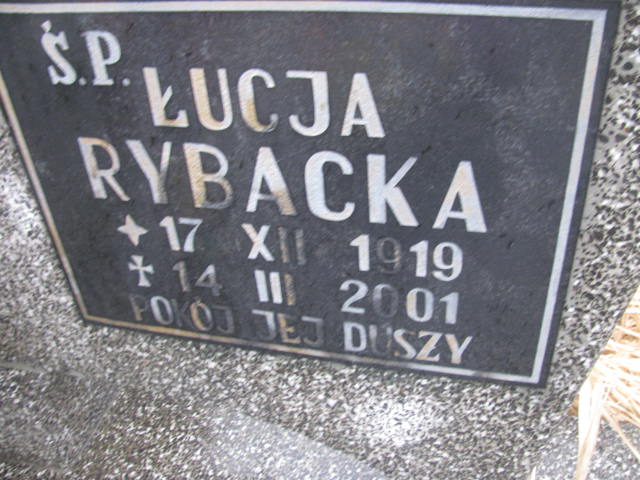 Ś.P.
ŁUCJA
RYBACKA
17 XII 1919
14 III 2001
POKÓJ JEJ DUSZY